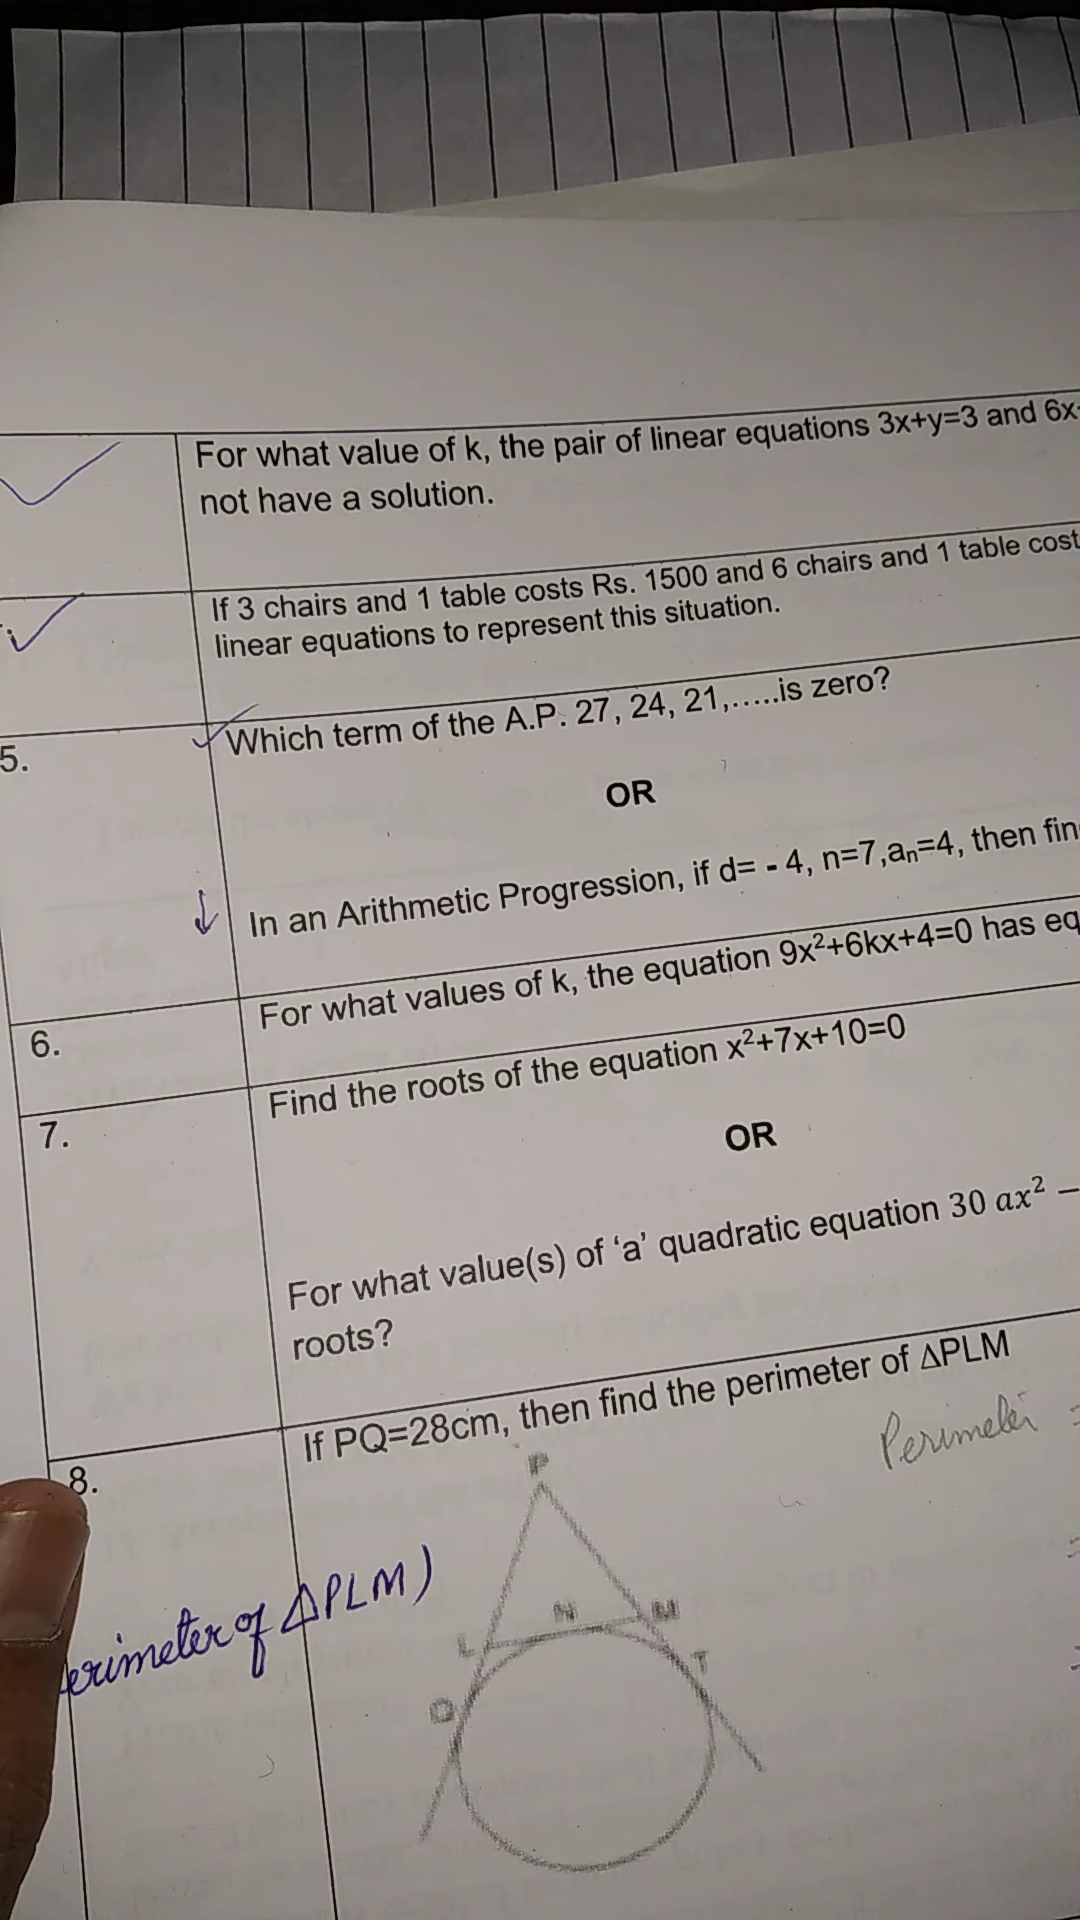 For what value of k, the pair of linear equations 3x+y=3 and 6x
not have a solution.
If 3 chairs and 1 table costs Rs. 1500 and 6 chairs and 1 table cost
linear equations to represent this situation.
5.
Which term of the A.P. 27, 24, 21,.....is zero?
OR
In an Arithmetic Progression, if d= - 4, n=7,aₙ=4, then fin
6.
For what values of k, the equation 9x²+6kx+4=0 has eq
7.
Find the roots of the equation x²+7x+10=0
OR
For what value(s) of 'a' quadratic equation 30 ax² –
roots?
8.
If PQ=28cm, then find the perimeter of ΔPLM
Perimeter =
P
erimeter of ΔPLM)
N
M
L
T
Q